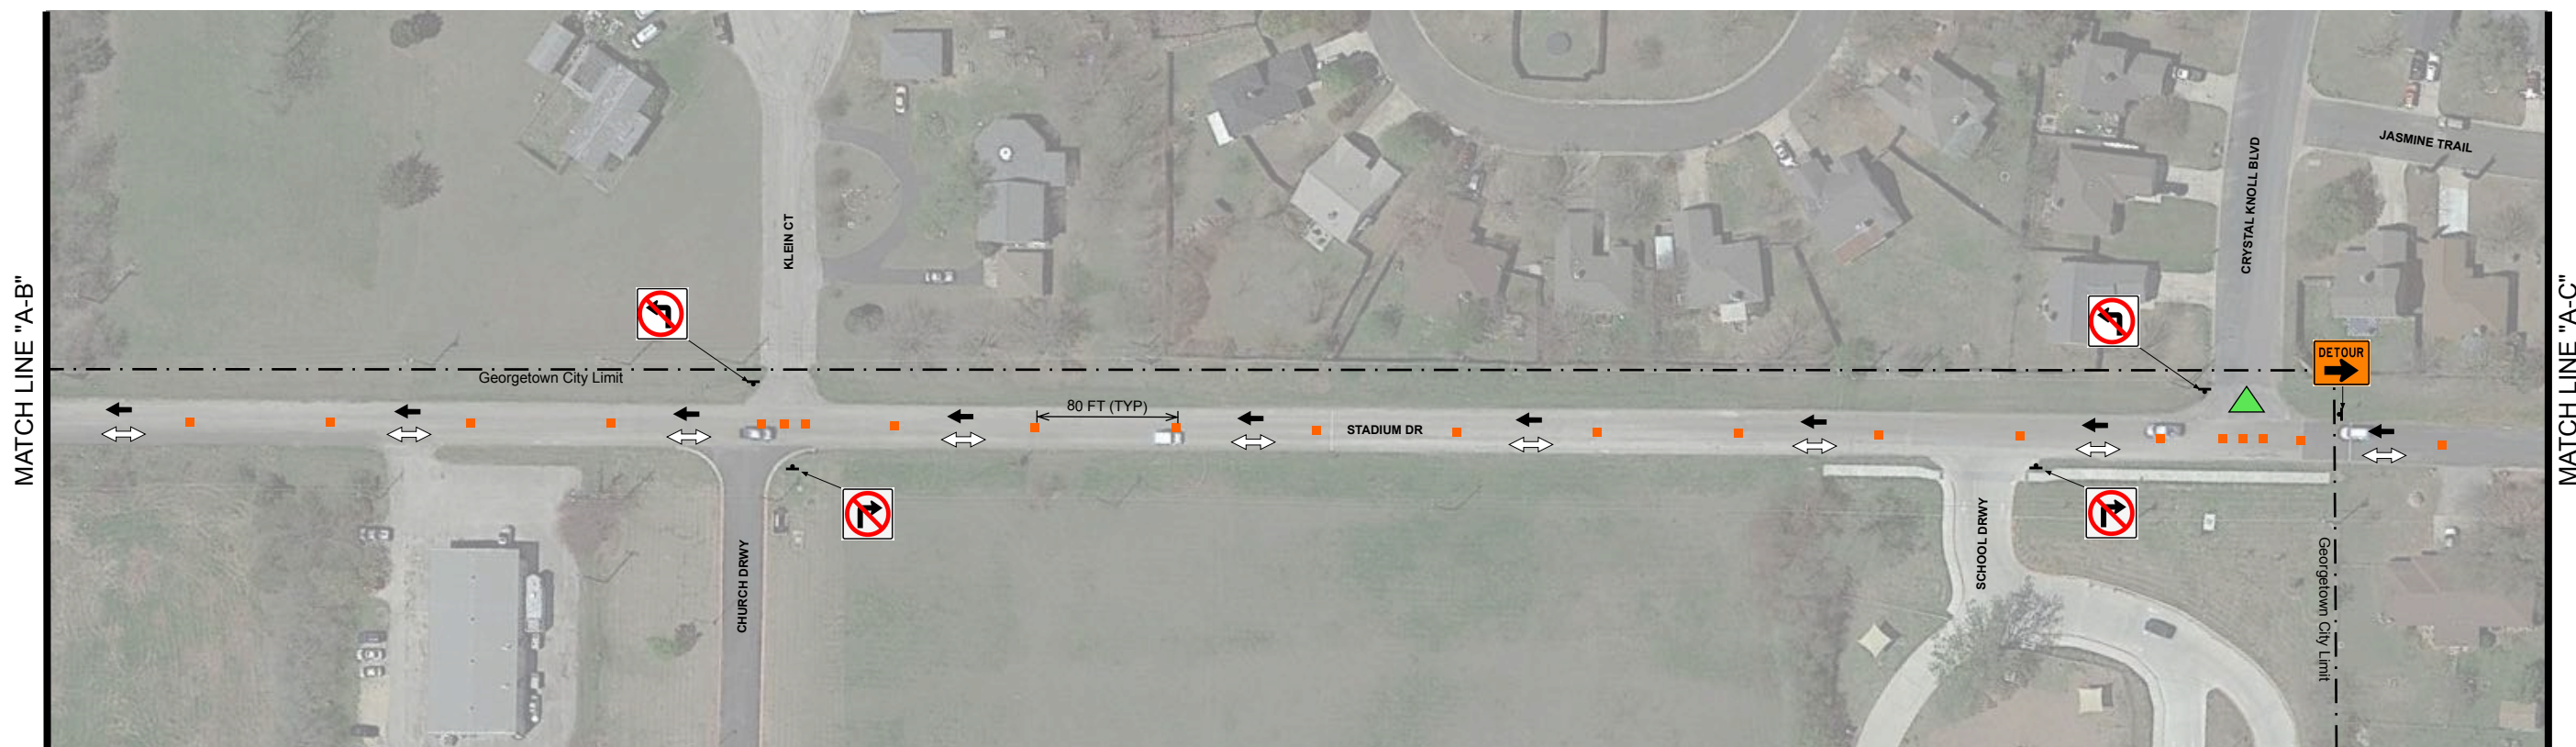 MATCH LINE "A-B"
KLEIN CT
CRYSTAL KNOLL BLVD
JASMINE TRAIL
DETOUR
Georgetown City Limit
80 FT (TYP)
STADIUM DR
CHURCH DRWY
SCHOOL DRWY
Georgetown City Limit
MATCH LINE "A-C"